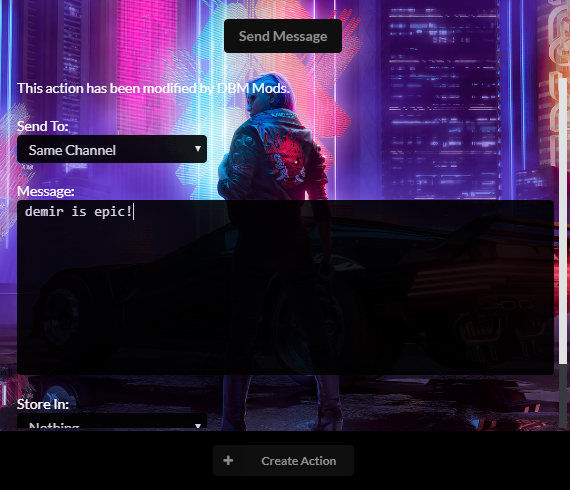 Send Message
This action has been modified by DBM Mods.
Send To:
Same Channel
Message:
demir is epic!
Store In:
Nothing
+ Create Action